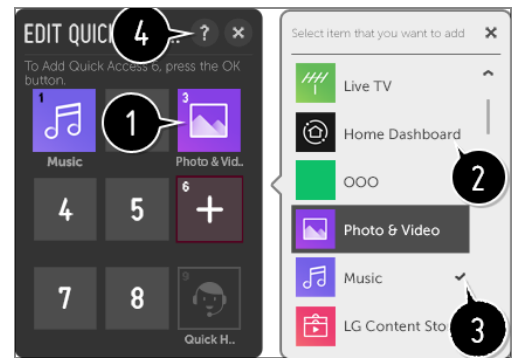 EDIT QUIC
4
..
?
×
To Add Quick Access 6, press the OK
button.
1
3
Music
1
Photo & Vid..
4
5
6
+
7
8
9
Quick H..
Select item that you want to add
×
Live TV
Home Dashboard
2
OOO
Photo & Video
Music
3
LG Content Sto